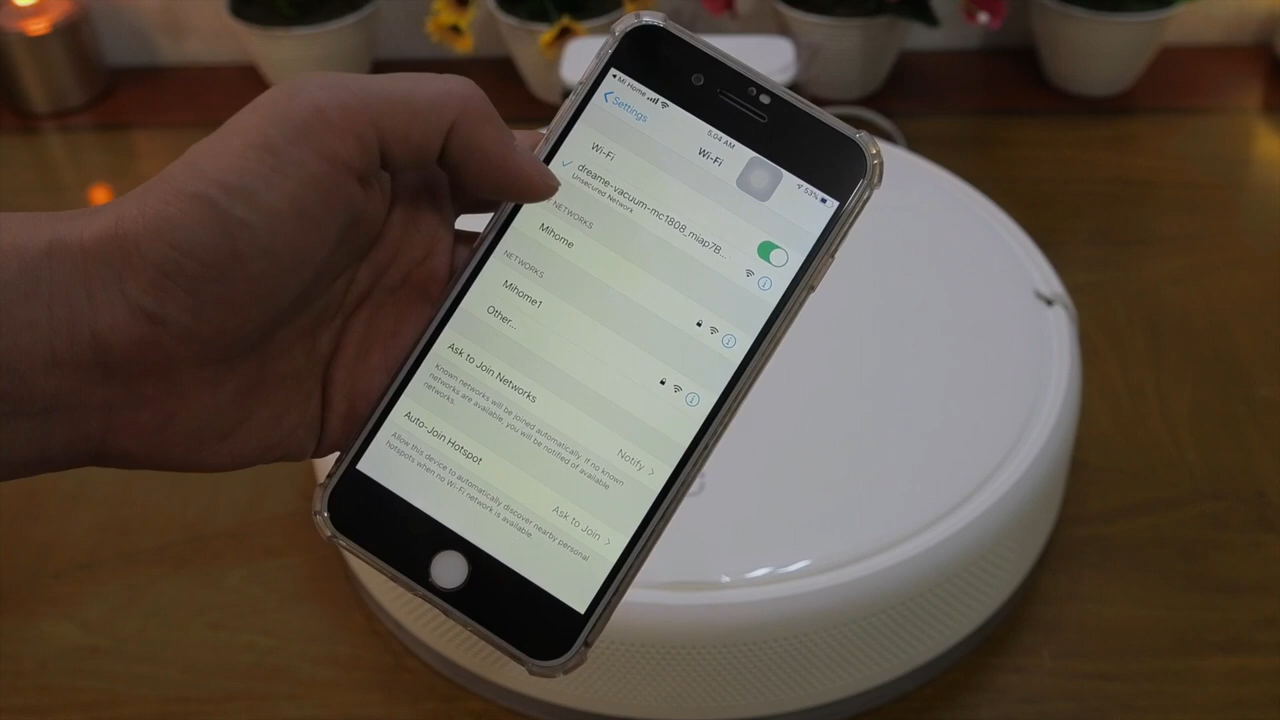 Mi Home
5.04 AM
53%
Settings
Wi-Fi
Wi-Fi
dreame-vacuum-mc1808_miap7B...
Unsecured Network
NETWORKS
Mihome
NETWORKS
Mihome1
Other...
Ask to Join Networks
Notify
Known networks will be joined automatically. If no known
networks are available, you will be notified of available
networks.
Auto-Join Hotspot
Ask to Join
Allow this device to automatically discover nearby personal
hotspots when no Wi-Fi network is available.